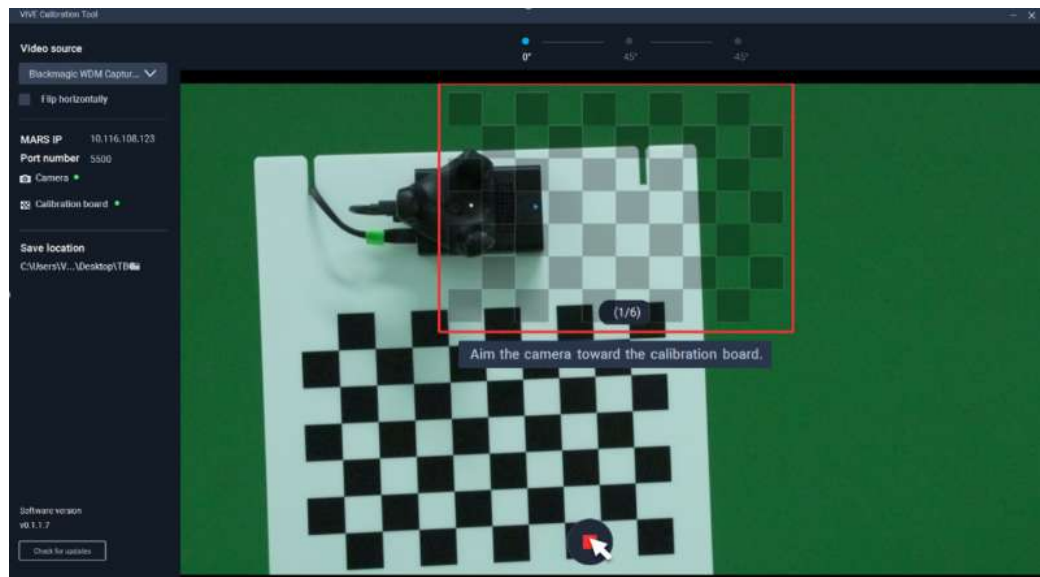 VIVE Calibration Tool
Video source
0°
45°
-45°
Blackmagic WDM Captur...
Flip horizontally
MARS IP 10.116.108.123
Port number 5500
Camera
Calibration board
Save location
C:\Users\V...\Desktop\TB
(1/6)
Aim the camera toward the calibration board.
Software version
v0.1.1.7
Check for updates